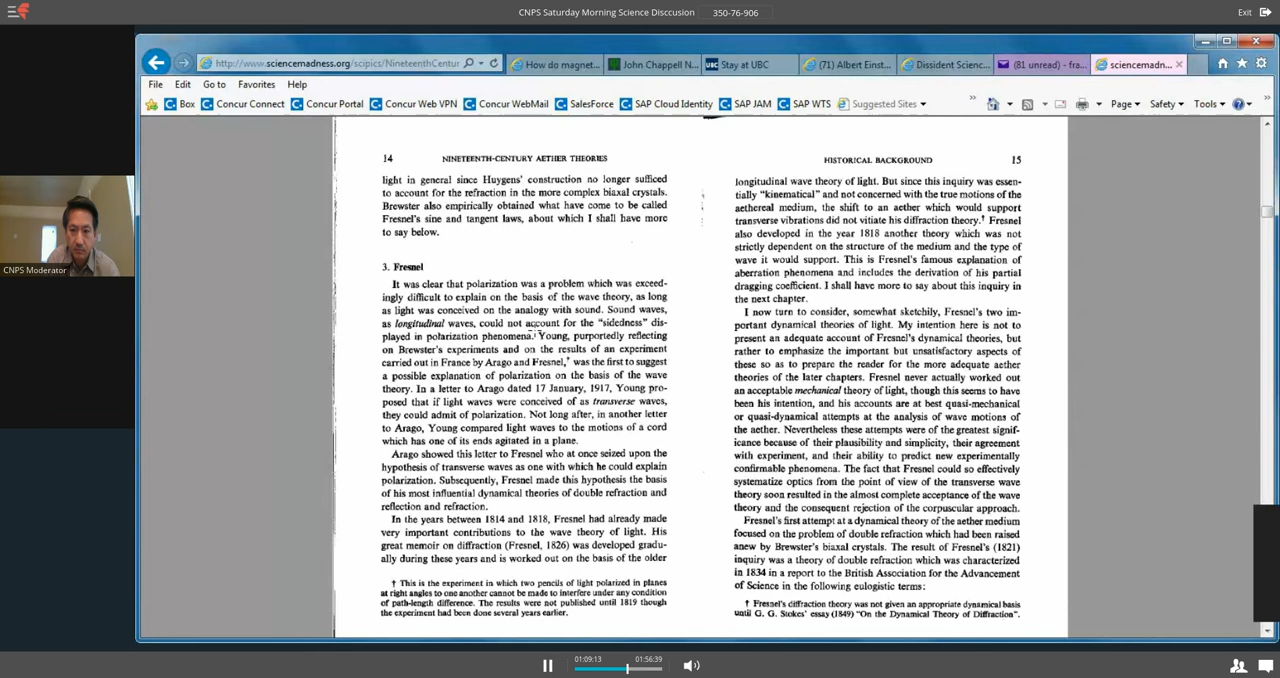 CNPS Saturday Morning Science Disccusion 350-76-906
Exit
http://www.sciencemadness.org/scipics/NineteenthCentur
How do magnet...
John Chappell N...
UBC Stay at UBC
(71) Albert Einst...
Dissident Scienc...
(81 unread) - fra...
sciencemadn...
File Edit Go to Favorites Help
Box Concur Connect Concur Portal Concur Web VPN Concur WebMail SalesForce SAP Cloud Identity SAP JAM SAP WTS Suggested Sites
Page Safety Tools
CNPS Moderator
14 NINETEENTH-CENTURY AETHER THEORIES
light in general since Huygens' construction no longer sufficed
to account for the refraction in the more complex biaxal crystals.
Brewster also empirically obtained what have come to be called
Fresnel's sine and tangent laws, about which I shall have more
to say below.
3. Fresnel
It was clear that polarization was a problem which was exceed-
ingly difficult to explain on the basis of the wave theory, as long
as light was conceived on the analogy with sound. Sound waves,
as longitudinal waves, could not account for the "sidedness" dis-
played in polarization phenomena. Young, purportedly reflecting
on Brewster's experiments and on the results of an experiment
carried out in France by Arago and Fresnel,† was the first to suggest
a possible explanation of polarization on the basis of the wave
theory. In a letter to Arago dated 17 January, 1917, Young pro-
posed that if light waves were conceived of as transverse waves,
they could admit of polarization. Not long after, in another letter
to Arago, Young compared light waves to the motions of a cord
which has one of its ends agitated in a plane.
Arago showed this letter to Fresnel who at once seized upon the
hypothesis of transverse waves as one with which he could explain
polarization. Subsequently, Fresnel made this hypothesis the basis
of his most influential dynamical theories of double refraction and
reflection and refraction.
In the years between 1814 and 1818, Fresnel had already made
very important contributions to the wave theory of light. His
great memoir on diffraction (Fresnel, 1826) was developed gradu-
ally during these years and is worked out on the basis of the older
† This is the experiment in which two pencils of light polarized in planes
at right angles to one another cannot be made to interfere under any condition
of path-length difference. The results were not published until 1819 though
the experiment had been done several years earlier.
HISTORICAL BACKGROUND 15
longitudinal wave theory of light. But since this inquiry was essen-
tially "kinematical" and not concerned with the true motions of the
aethereal medium, the shift to an aether which would support
transverse vibrations did not vitiate his diffraction theory.† Fresnel
also developed in the year 1818 another theory which was not
strictly dependent on the structure of the medium and the type of
wave it would support. This is Fresnel's famous explanation of
aberration phenomena and includes the derivation of his partial
dragging coefficient. I shall have more to say about this inquiry in
the next chapter.
I now turn to consider, somewhat sketchily, Fresnel's two im-
portant dynamical theories of light. My intention here is not to
present an adequate account of Fresnel's dynamical theories, but
rather to emphasize the important but unsatisfactory aspects of
these so as to prepare the reader for the more adequate aether
theories of the later chapters. Fresnel never actually worked out
an acceptable mechanical theory of light, though this seems to have
been his intention, and his accounts are at best quasi-mechanical
or quasi-dynamical attempts at the analysis of wave motions of
the aether. Nevertheless these attempts were of the greatest signif-
icance because of their plausibility and simplicity, their agreement
with experiment, and their ability to predict new experimentally
confirmable phenomena. The fact that Fresnel could so effectively
systematize optics from the point of view of the transverse wave
theory soon resulted in the almost complete acceptance of the wave
theory and the consequent rejection of the corpuscular approach.
Fresnel's first attempt at a dynamical theory of the aether medium
focused on the problem of double refraction which had been raised
anew by Brewster's biaxal crystals. The result of Fresnel's (1821)
inquiry was a theory of double refraction which was characterized
in 1834 in a report to the British Association for the Advancement
of Science in the following eulogistic terms:
† Fresnel's diffraction theory was not given an appropriate dynamical basis
until G. G. Stokes' essay (1849) "On the Dynamical Theory of Diffraction".
01:09:13 01:56:39